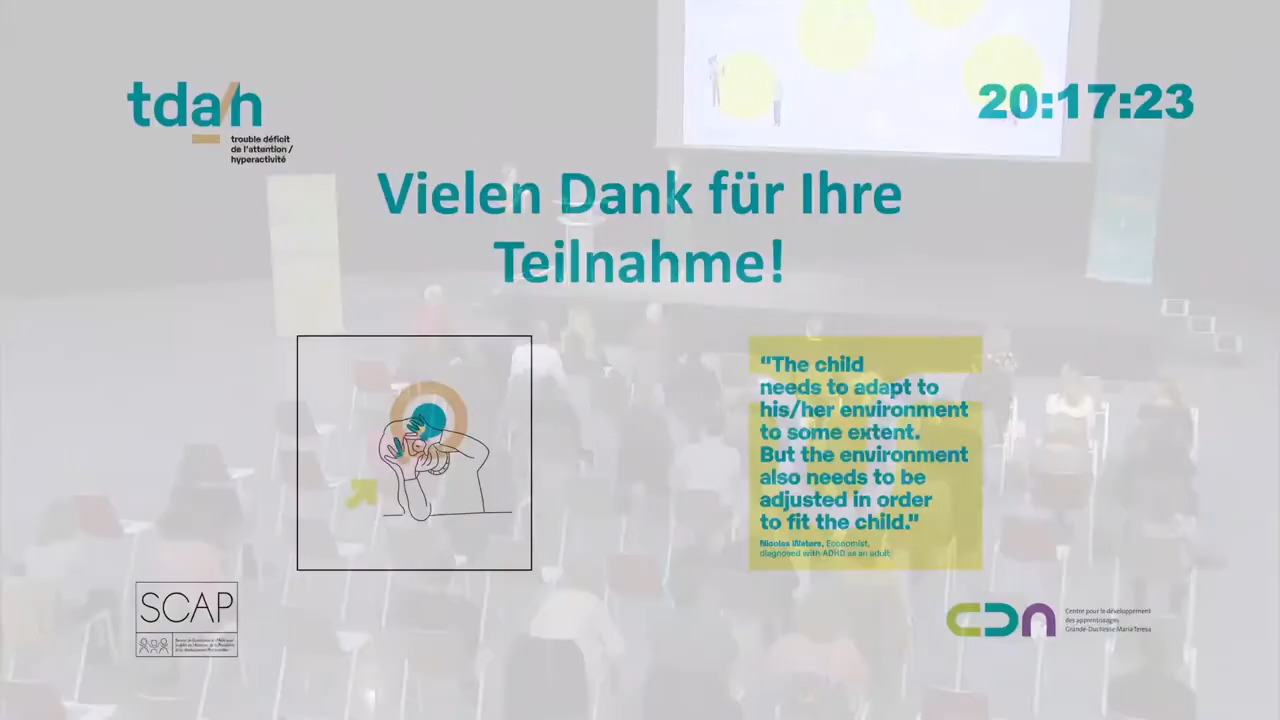 tda/h
trouble déficit
de l'attention /
hyperactivité
20:17:23
Vielen Dank für Ihre
Teilnahme!
"The child
needs to adapt to
his/her environment
to some extent.
But the environment
also needs to be
adjusted in order
to fit the child."
Nicolas Waters, Economist,
diagnosed with ADHD as an adult
SCAP
CDA
Centre pour le développement
des apprentissages
Grande-Duchesse Maria Teresa